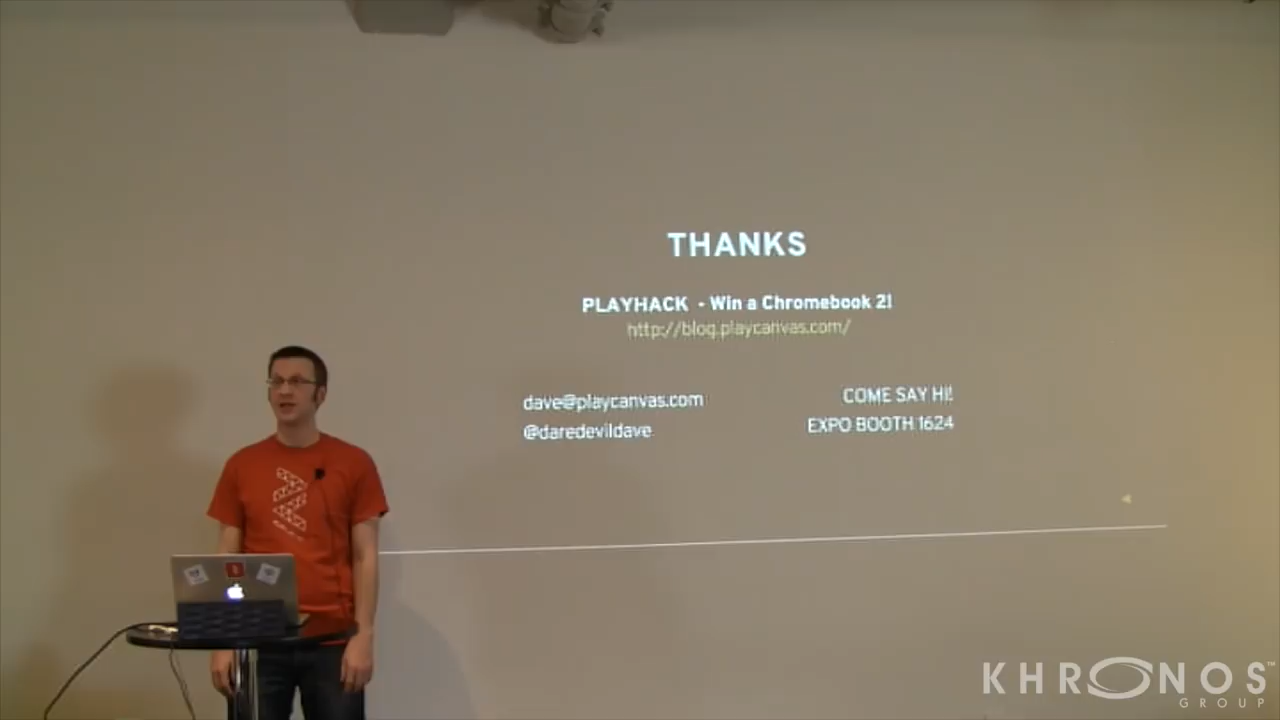 THANKS
PLAYHACK - Win a Chromebook 2!
http://blog.playcanvas.com/
dave@playcanvas.com
@daredevildave
COME SAY HI!
EXPO BOOTH 1624
KHRONOS™
GROUP